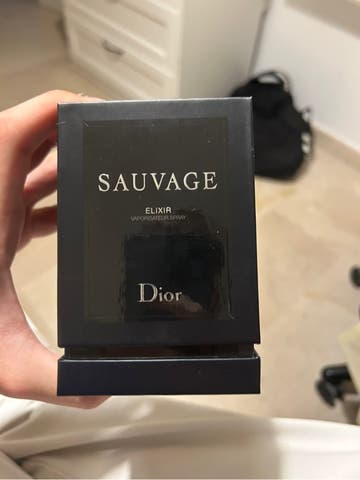 SAUVAGE
ELIXIR
VAPORISATEUR SPRAY
Dior